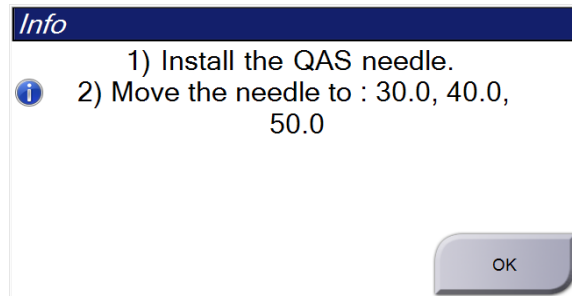 Info
1) Install the QAS needle.
2) Move the needle to : 30.0, 40.0,
50.0
OK